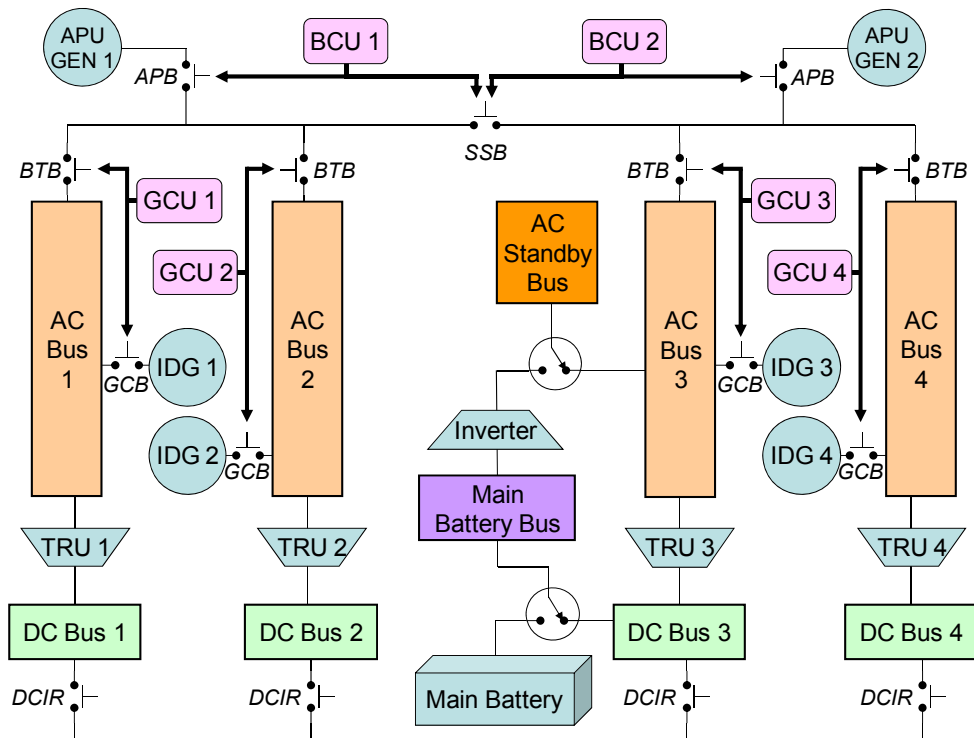 APU
GEN 1
BCU 1
BCU 2
APU
GEN 2
APB
APB
SSB
BTB
BTB
BTB
BTB
GCU 1
GCU 2
GCU 3
GCU 4
AC
Bus
1
AC
Bus
2
AC
Standby
Bus
AC
Bus
3
AC
Bus
4
IDG 1
GCB
IDG 2
GCB
IDG 3
GCB
IDG 4
GCB
Inverter
Main
Battery Bus
TRU 1
TRU 2
TRU 3
TRU 4
DC Bus 1
DC Bus 2
DC Bus 3
DC Bus 4
Main Battery
DCIR
DCIR
DCIR
DCIR